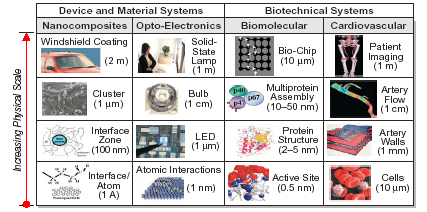 Device and Material Systems
Biotechnical Systems
Nanocomposites
Opto-Electronics
Biomolecular
Cardiovascular
Increasing Physical Scale
Windshield Coating
(2 m)
Solid-
State
Lamp
(1 m)
Bio-Chip
(10 μm)
Patient
Imaging
(1 m)
Cluster
(1 μm)
Bulb
(1 cm)
p40
p67
p47
Multiprotein
Assembly
(10–50 nm)
Artery
Flow
(1 cm)
Interface
Zone
(100 nm)
LED
(1 μm)
Protein
Structure
(2–5 nm)
Artery
Walls
(1 mm)
Interface/
Atom
(1 A)
Atomic Interactions
(1 nm)
Active Site
(0.5 nm)
Cells
(10 μm)